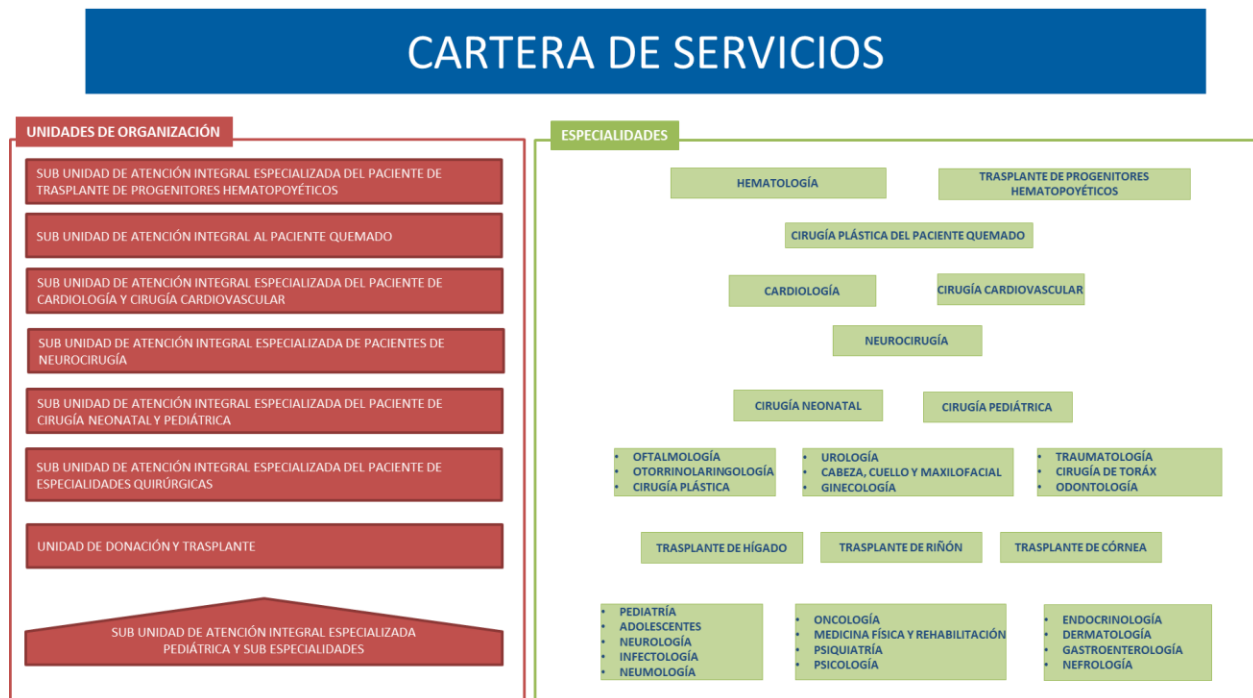 CARTERA DE SERVICIOS
UNIDADES DE ORGANIZACIÓN
SUB UNIDAD DE ATENCIÓN INTEGRAL ESPECIALIZADA DEL PACIENTE DE
TRASPLANTE DE PROGENITORES HEMATOPOYÉTICOS
SUB UNIDAD DE ATENCIÓN INTEGRAL AL PACIENTE QUEMADO
SUB UNIDAD DE ATENCIÓN INTEGRAL ESPECIALIZADA DEL PACIENTE DE
CARDIOLOGÍA Y CIRUGÍA CARDIOVASCULAR
SUB UNIDAD DE ATENCIÓN INTEGRAL ESPECIALIZADA DE PACIENTES DE
NEUROCIRUGÍA
SUB UNIDAD DE ATENCIÓN INTEGRAL ESPECIALIZADA DEL PACIENTE DE
CIRUGÍA NEONATAL Y PEDIÁTRICA
SUB UNIDAD DE ATENCIÓN INTEGRAL ESPECIALIZADA DEL PACIENTE DE
ESPECIALIDADES QUIRÚRGICAS
UNIDAD DE DONACIÓN Y TRASPLANTE
SUB UNIDAD DE ATENCIÓN INTEGRAL ESPECIALIZADA
PEDIÁTRICA Y SUB ESPECIALIDADES
ESPECIALIDADES
HEMATOLOGÍA
TRASPLANTE DE PROGENITORES
HEMATOPOYÉTICOS
CIRUGÍA PLÁSTICA DEL PACIENTE QUEMADO
CARDIOLOGÍA
CIRUGÍA CARDIOVASCULAR
NEUROCIRUGÍA
CIRUGÍA NEONATAL
CIRUGÍA PEDIÁTRICA
• OFTALMOLOGÍA
• OTORRINOLARINGOLOGÍA
• CIRUGÍA PLÁSTICA
• UROLOGÍA
• CABEZA, CUELLO Y MAXILOFACIAL
• GINECOLOGÍA
• TRAUMATOLOGÍA
• CIRUGÍA DE TORÁX
• ODONTOLOGÍA
TRASPLANTE DE HÍGADO
TRASPLANTE DE RIÑÓN
TRASPLANTE DE CÓRNEA
• PEDIATRÍA
• ADOLESCENTES
• NEUROLOGÍA
• INFECTOLOGÍA
• NEUMOLOGÍA
• ONCOLOGÍA
• MEDICINA FÍSICA Y REHABILITACIÓN
• PSIQUIATRÍA
• PSICOLOGÍA
• ENDOCRINOLOGÍA
• DERMATOLOGÍA
• GASTROENTEROLOGÍA
• NEFROLOGÍA